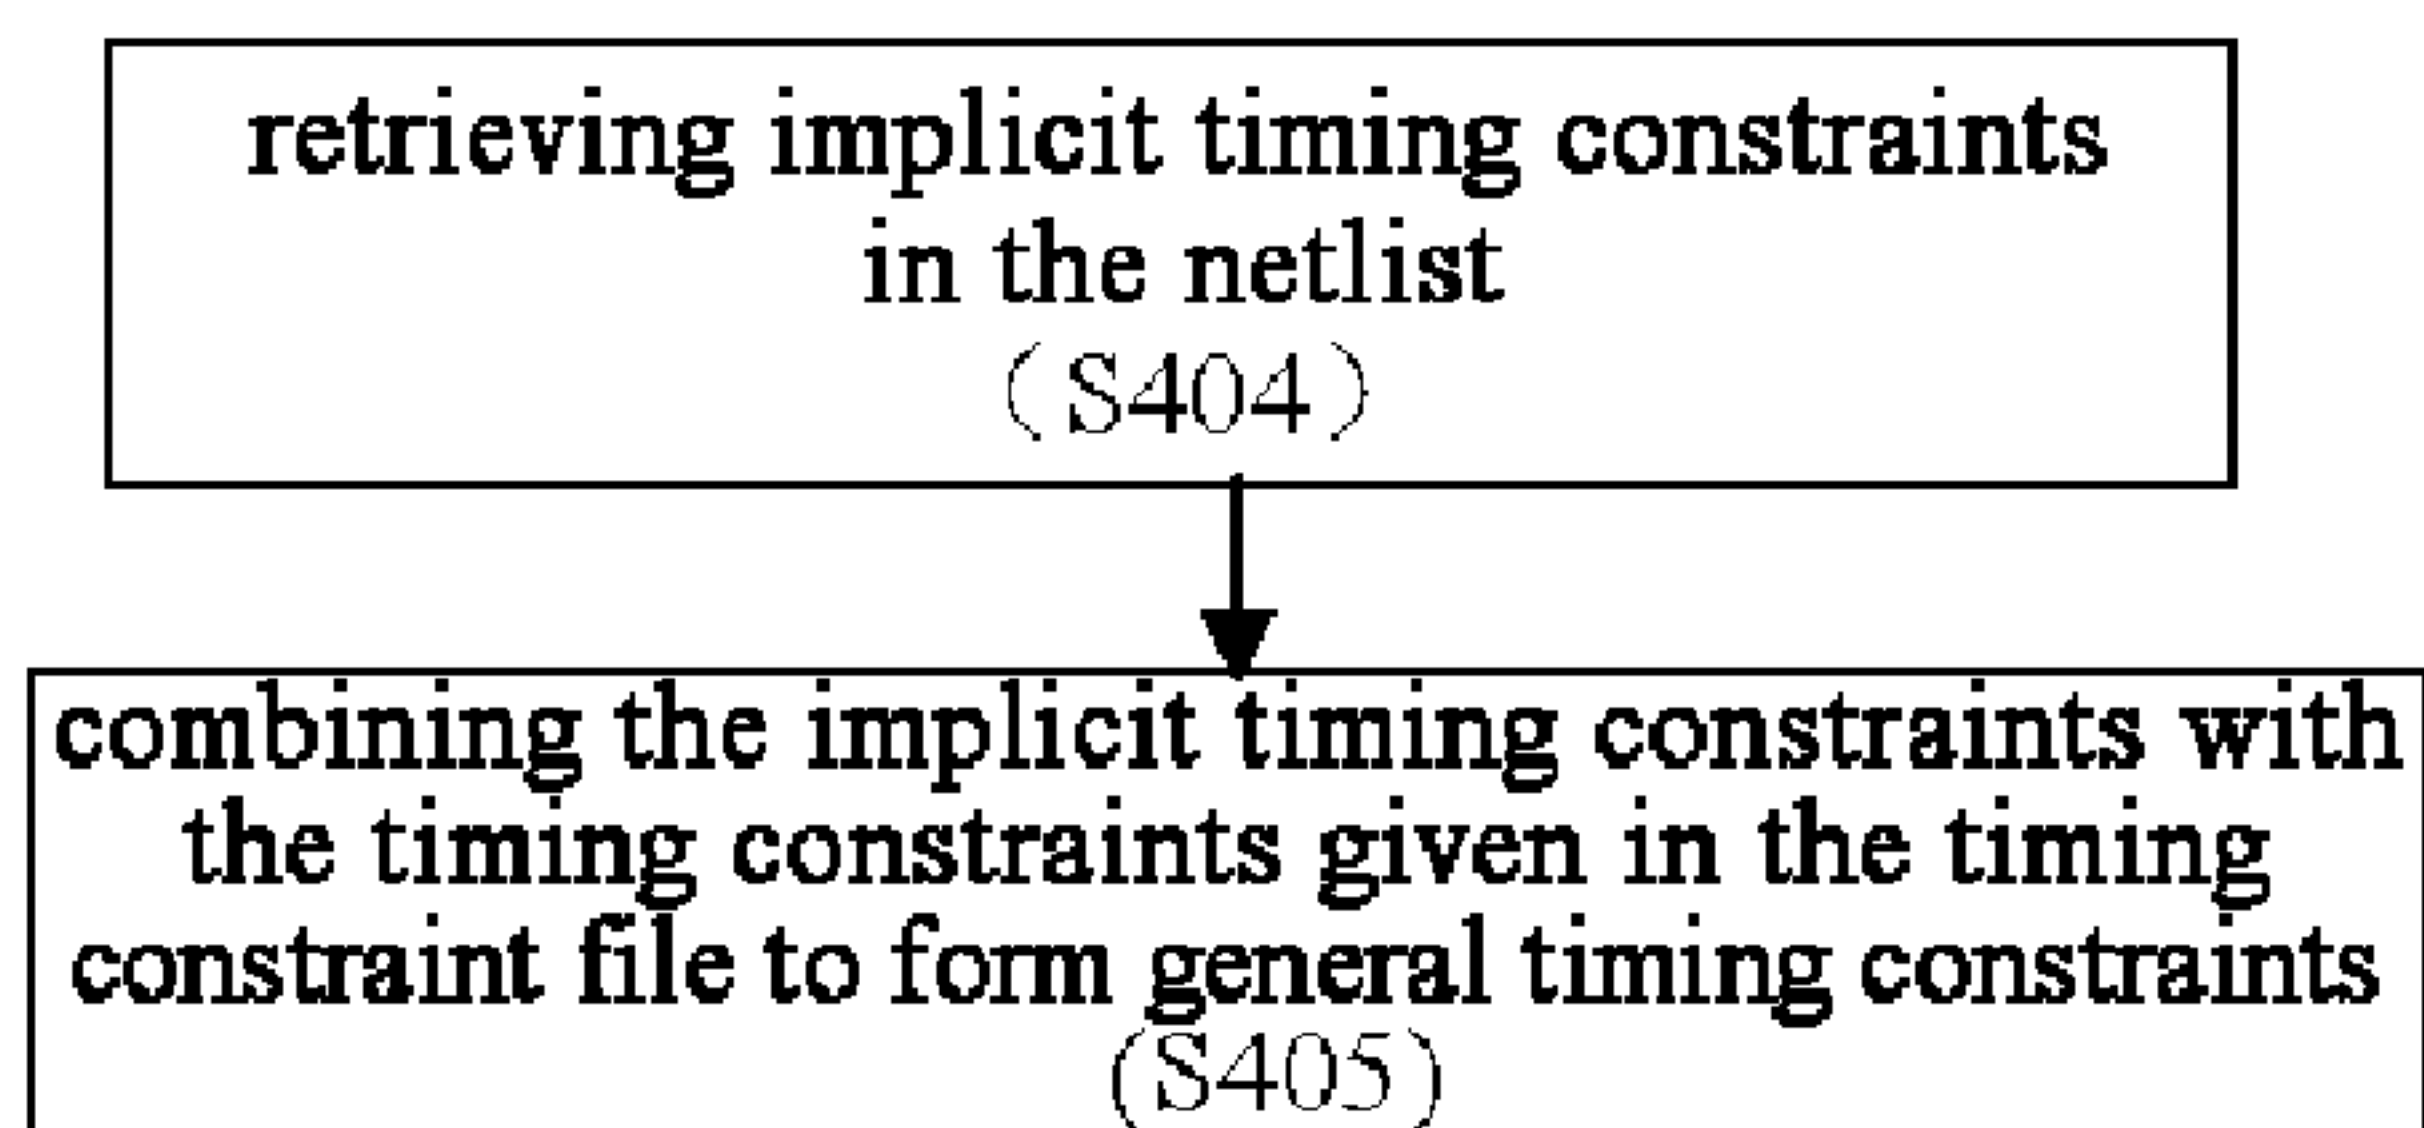 retrieving implicit timing constraints
in the netlist
(S404)
combining the implicit timing constraints with
the timing constraints given in the timing
constraint file to form general timing constraints
(S405)